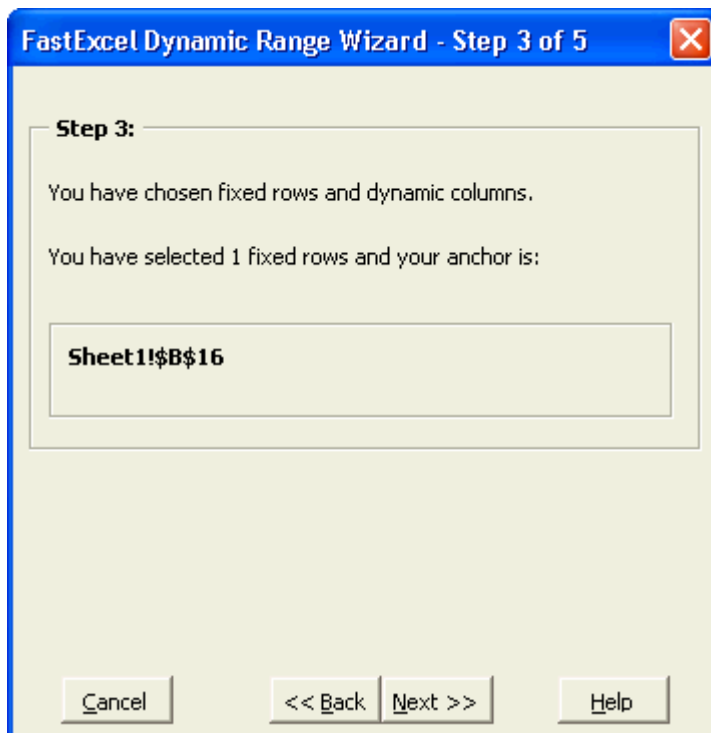 FastExcel Dynamic Range Wizard - Step 3 of 5
Step 3:
You have chosen fixed rows and dynamic columns.
You have selected 1 fixed rows and your anchor is:
Sheet1!$B$16
Cancel
<< Back
Next >>
Help